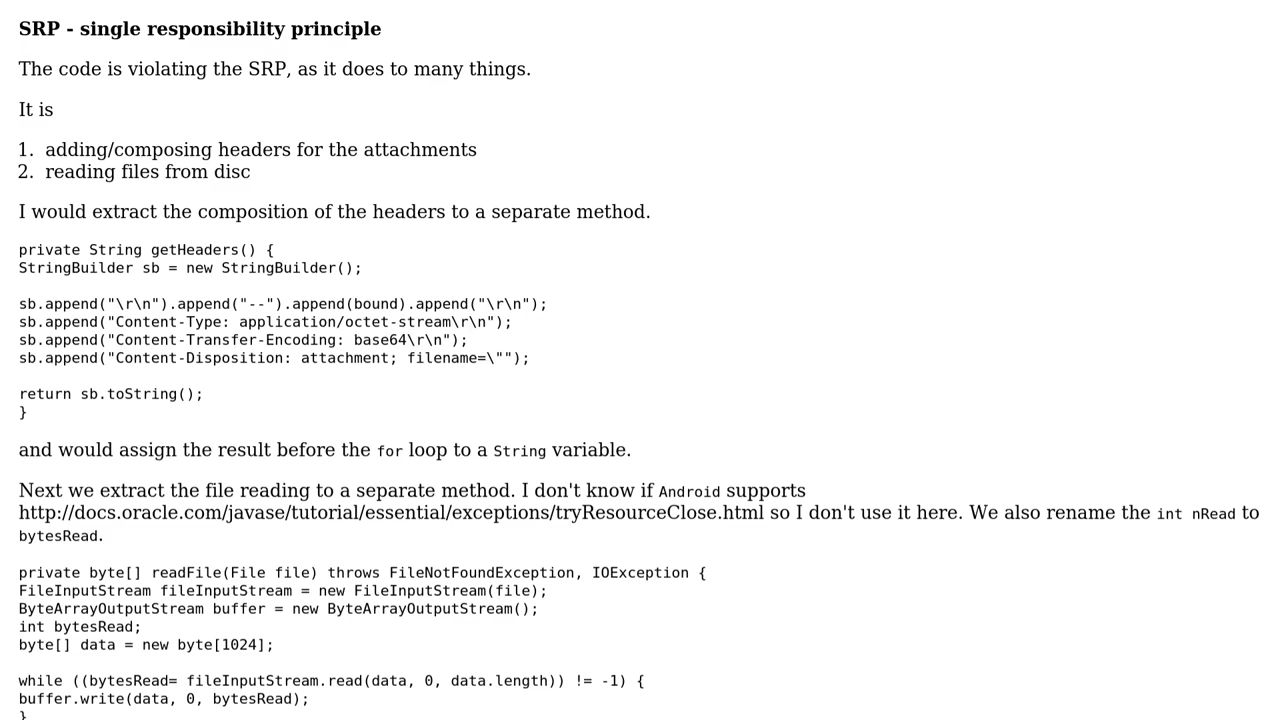 SRP - single responsibility principle
The code is violating the SRP, as it does to many things.
It is
1. adding/composing headers for the attachments
2. reading files from disc
I would extract the composition of the headers to a separate method.
private String getHeaders() {
StringBuilder sb = new StringBuilder();
sb.append("\r\n").append("--").append(bound).append("\r\n");
sb.append("Content-Type: application/octet-stream\r\n");
sb.append("Content-Transfer-Encoding: base64\r\n");
sb.append("Content-Disposition: attachment; filename=\"");
return sb.toString();
}
and would assign the result before the for loop to a String variable.
Next we extract the file reading to a separate method. I don't know if Android supports
http://docs.oracle.com/javase/tutorial/essential/exceptions/tryResourceClose.html so I don't use it here. We also rename the int nRead to
bytesRead.
private byte[] readFile(File file) throws FileNotFoundException, IOException {
FileInputStream fileInputStream = new FileInputStream(file);
ByteArrayOutputStream buffer = new ByteArrayOutputStream();
int bytesRead;
byte[] data = new byte[1024];
while ((bytesRead= fileInputStream.read(data, 0, data.length)) != -1) {
buffer.write(data, 0, bytesRead);
}